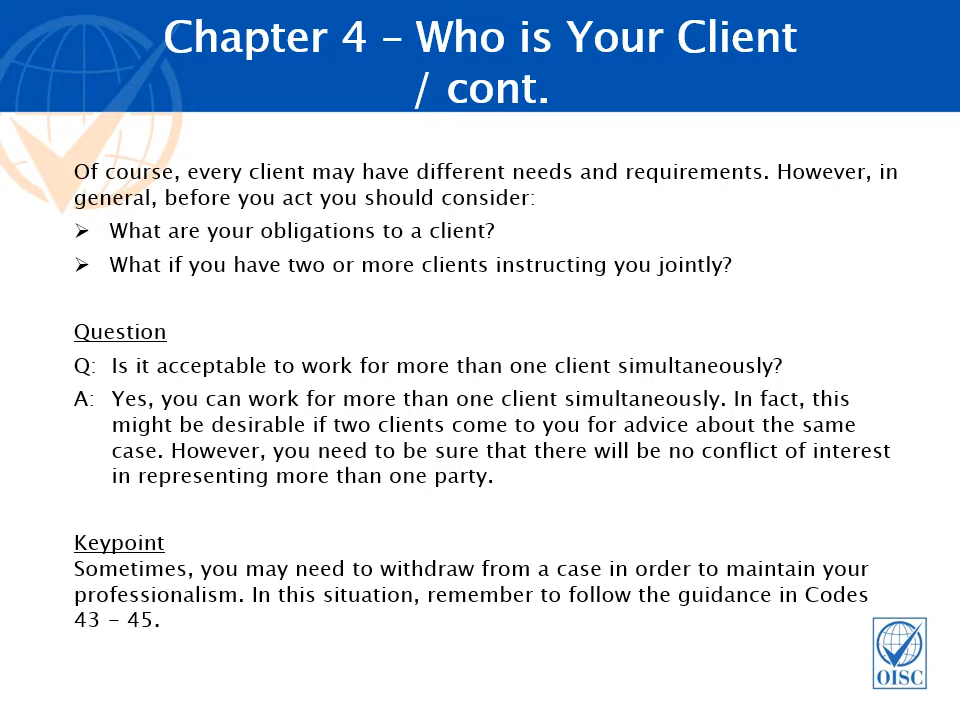 Chapter 4 – Who is Your Client
/ cont.
Of course, every client may have different needs and requirements. However, in
general, before you act you should consider:
➢ What are your obligations to a client?
➢ What if you have two or more clients instructing you jointly?
Question
Q: Is it acceptable to work for more than one client simultaneously?
A: Yes, you can work for more than one client simultaneously. In fact, this
might be desirable if two clients come to you for advice about the same
case. However, you need to be sure that there will be no conflict of interest
in representing more than one party.
Keypoint
Sometimes, you may need to withdraw from a case in order to maintain your
professionalism. In this situation, remember to follow the guidance in Codes
43 – 45.
OISC